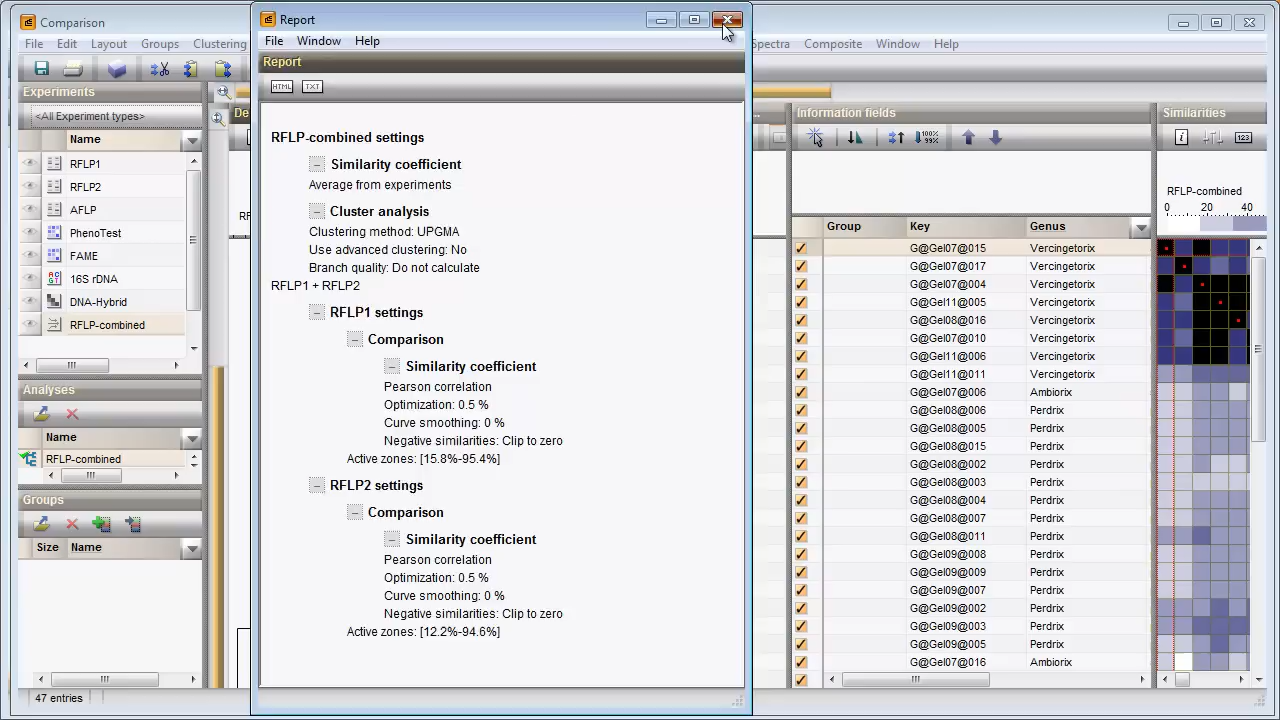 Comparison
File Edit Layout Groups Clustering
Experiments
<All Experiment types>
Name
RFLP1
RFLP2
AFLP
PhenoTest
FAME
16S rDNA
DNA-Hybrid
RFLP-combined
Analyses
Name
RFLP-combined
Groups
Size Name
47 entries
De
RF
Report
File Window Help
Report
HTML TXT
RFLP-combined settings
Similarity coefficient
Average from experiments
Cluster analysis
Clustering method: UPGMA
Use advanced clustering: No
Branch quality: Do not calculate
RFLP1 + RFLP2
RFLP1 settings
Comparison
Similarity coefficient
Pearson correlation
Optimization: 0.5 %
Curve smoothing: 0 %
Negative similarities: Clip to zero
Active zones: [15.8%-95.4%]
RFLP2 settings
Comparison
Similarity coefficient
Pearson correlation
Optimization: 0.5 %
Curve smoothing: 0 %
Negative similarities: Clip to zero
Active zones: [12.2%-94.6%]
Spectra Composite Window Help
...
Information fields
Group Key Genus
G@Gel07@015 Vercingetorix
G@Gel07@017 Vercingetorix
G@Gel07@004 Vercingetorix
G@Gel11@005 Vercingetorix
G@Gel08@016 Vercingetorix
G@Gel07@010 Vercingetorix
G@Gel11@006 Vercingetorix
G@Gel11@011 Vercingetorix
G@Gel07@006 Ambiorix
G@Gel08@006 Perdrix
G@Gel08@005 Perdrix
G@Gel08@015 Perdrix
G@Gel08@002 Perdrix
G@Gel08@003 Perdrix
G@Gel08@004 Perdrix
G@Gel08@007 Perdrix
G@Gel08@011 Perdrix
G@Gel09@008 Perdrix
G@Gel09@009 Perdrix
G@Gel09@007 Perdrix
G@Gel09@002 Perdrix
G@Gel09@003 Perdrix
G@Gel09@005 Perdrix
G@Gel07@016 Ambiorix
Similarities
123
RFLP-combined
0 20 40